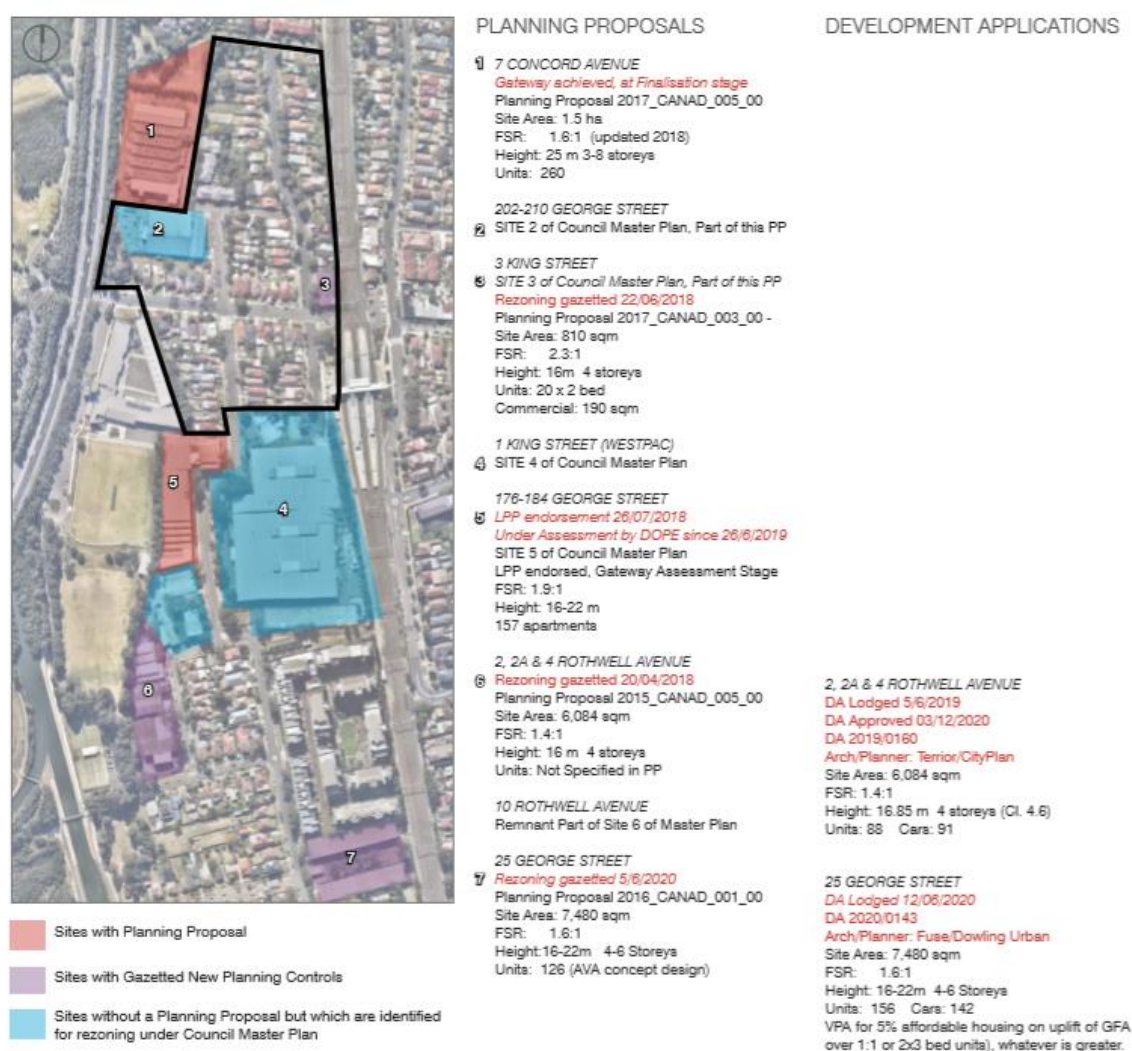 PLANNING PROPOSALS
1 7 CONCORD AVENUE
Gateway achieved, at Finalisation stage
Planning Proposal 2017_CANAD_005_00
Site Area: 1.5 ha
FSR: 1.6:1 (updated 2018)
Height: 25 m 3-8 storeys
Units: 260
202-210 GEORGE STREET
2 SITE 2 of Council Master Plan, Part of this PP
3 KING STREET
3 SITE 3 of Council Master Plan, Part of this PP
Rezoning gazetted 22/06/2018
Planning Proposal 2017_CANAD_003_00 -
Site Area: 810 sqm
FSR: 2.3:1
Height: 16m 4 storeys
Units: 20 x 2 bed
Commercial: 190 sqm
1 KING STREET (WESTPAC)
4 SITE 4 of Council Master Plan
176-184 GEORGE STREET
5 LPP endorsement 26/07/2018
Under Assessment by DOPE since 26/6/2019
SITE 5 of Council Master Plan
LPP endorsed, Gateway Assessment Stage
FSR: 1.9:1
Height: 16-22 m
157 apartments
2, 2A & 4 ROTHWELL AVENUE
6 Rezoning gazetted 20/04/2018
Planning Proposal 2015_CANAD_005_00
Site Area: 6,084 sqm
FSR: 1.4:1
Height: 16 m 4 storeys
Units: Not Specified in PP
10 ROTHWELL AVENUE
Remnant Part of Site 6 of Master Plan
25 GEORGE STREET
7 Rezoning gazetted 5/6/2020
Planning Proposal 2016_CANAD_001_00
Site Area: 7,480 sqm
FSR: 1.6:1
Height:16-22m 4-6 Storeys
Units: 126 (AVA concept design)
DEVELOPMENT APPLICATIONS
2, 2A & 4 ROTHWELL AVENUE
DA Lodged 5/6/2019
DA Approved 03/12/2020
DA 2019/0160
Arch/Planner: Terrior/CityPlan
Site Area: 6,084 sqm
FSR: 1.4:1
Height: 16.85 m 4 storeys (Cl. 4.6)
Units: 88 Cars: 91
25 GEORGE STREET
DA Lodged 12/06/2020
DA 2020/0143
Arch/Planner: Fuse/Dowling Urban
Site Area: 7,480 sqm
FSR: 1.6:1
Height: 16-22m 4-6 Storeys
Units: 156 Cars: 142
VPA for 5% affordable housing on uplift of GFA
over 1:1 or 2x3 bed units), whatever is greater.
1
2
3
4
5
6
7
Sites with Planning Proposal
Sites with Gazetted New Planning Controls
Sites without a Planning Proposal but which are identified
for rezoning under Council Master Plan